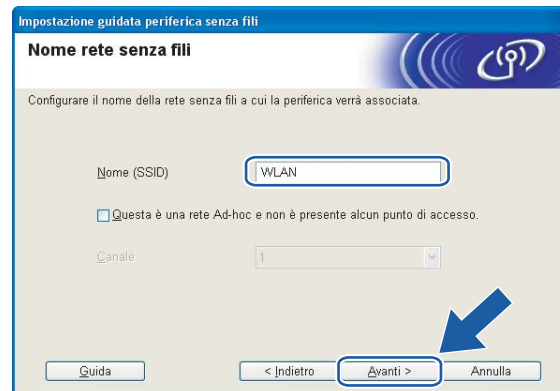 Impostazione guidata periferica senza fili
Nome rete senza fili
Configurare il nome della rete senza fili a cui la periferica verrà associata.
Nome (SSID) WLAN
Questa è una rete Ad-hoc e non è presente alcun punto di accesso.
Canale 1
Guida < Indietro Avanti > Annulla